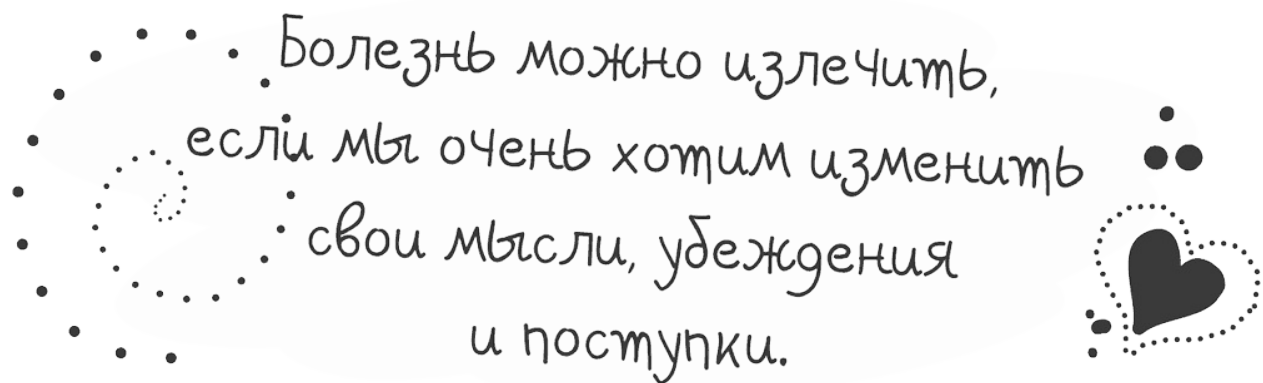 Болезнь можно излечить,
если мы очень хотим изменить
свои мысли, убеждения
и поступки.